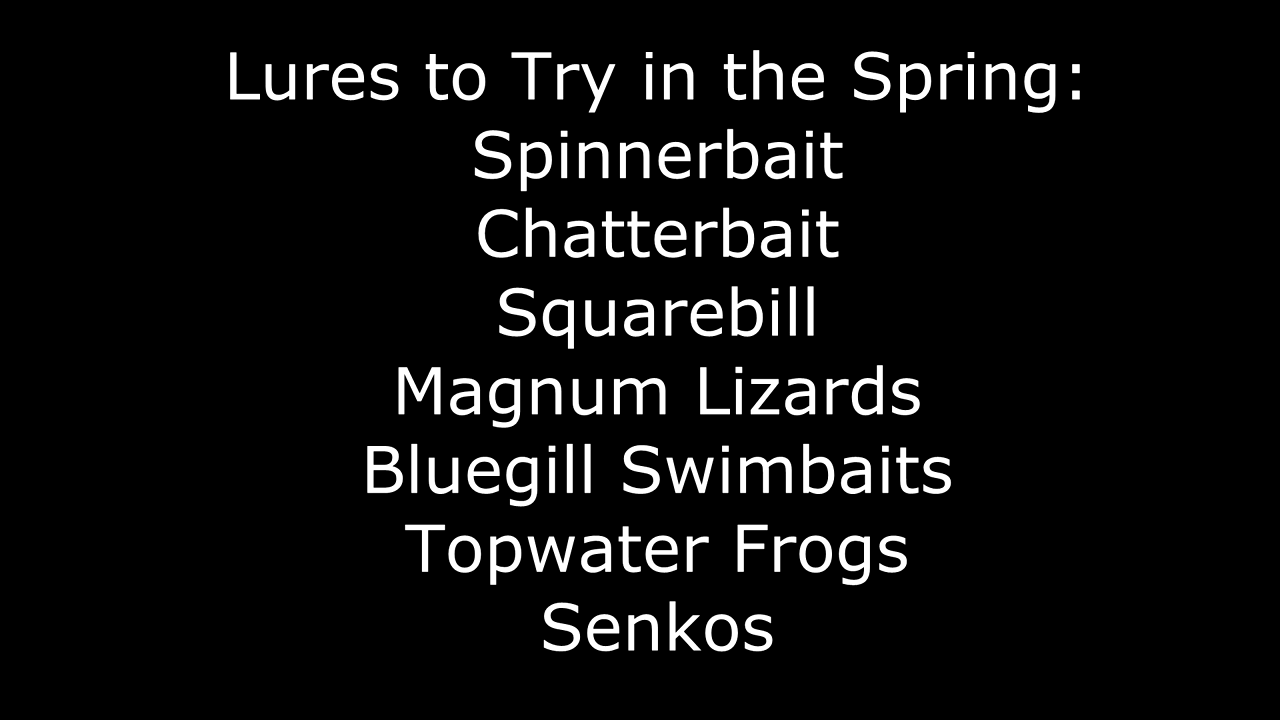 Lures to Try in the Spring:
Spinnerbait
Chatterbait
Squarebill
Magnum Lizards
Bluegill Swimbaits
Topwater Frogs
Senkos